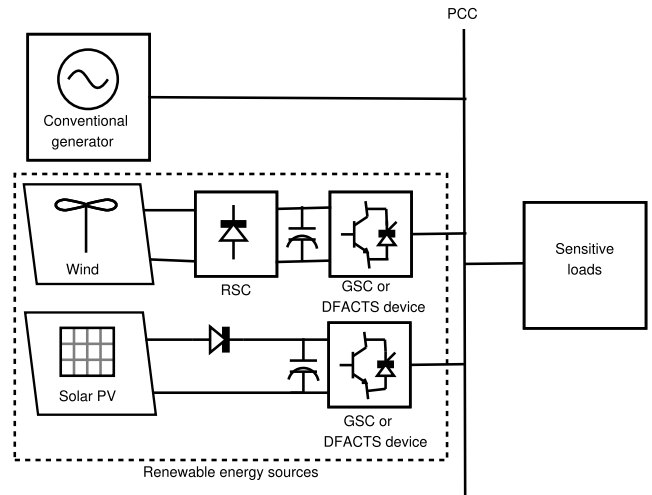 PCC
Conventional
generator
Wind
RSC
GSC or
DFACTS device
Sensitive
loads
Solar PV
GSC or
DFACTS device
Renewable energy sources